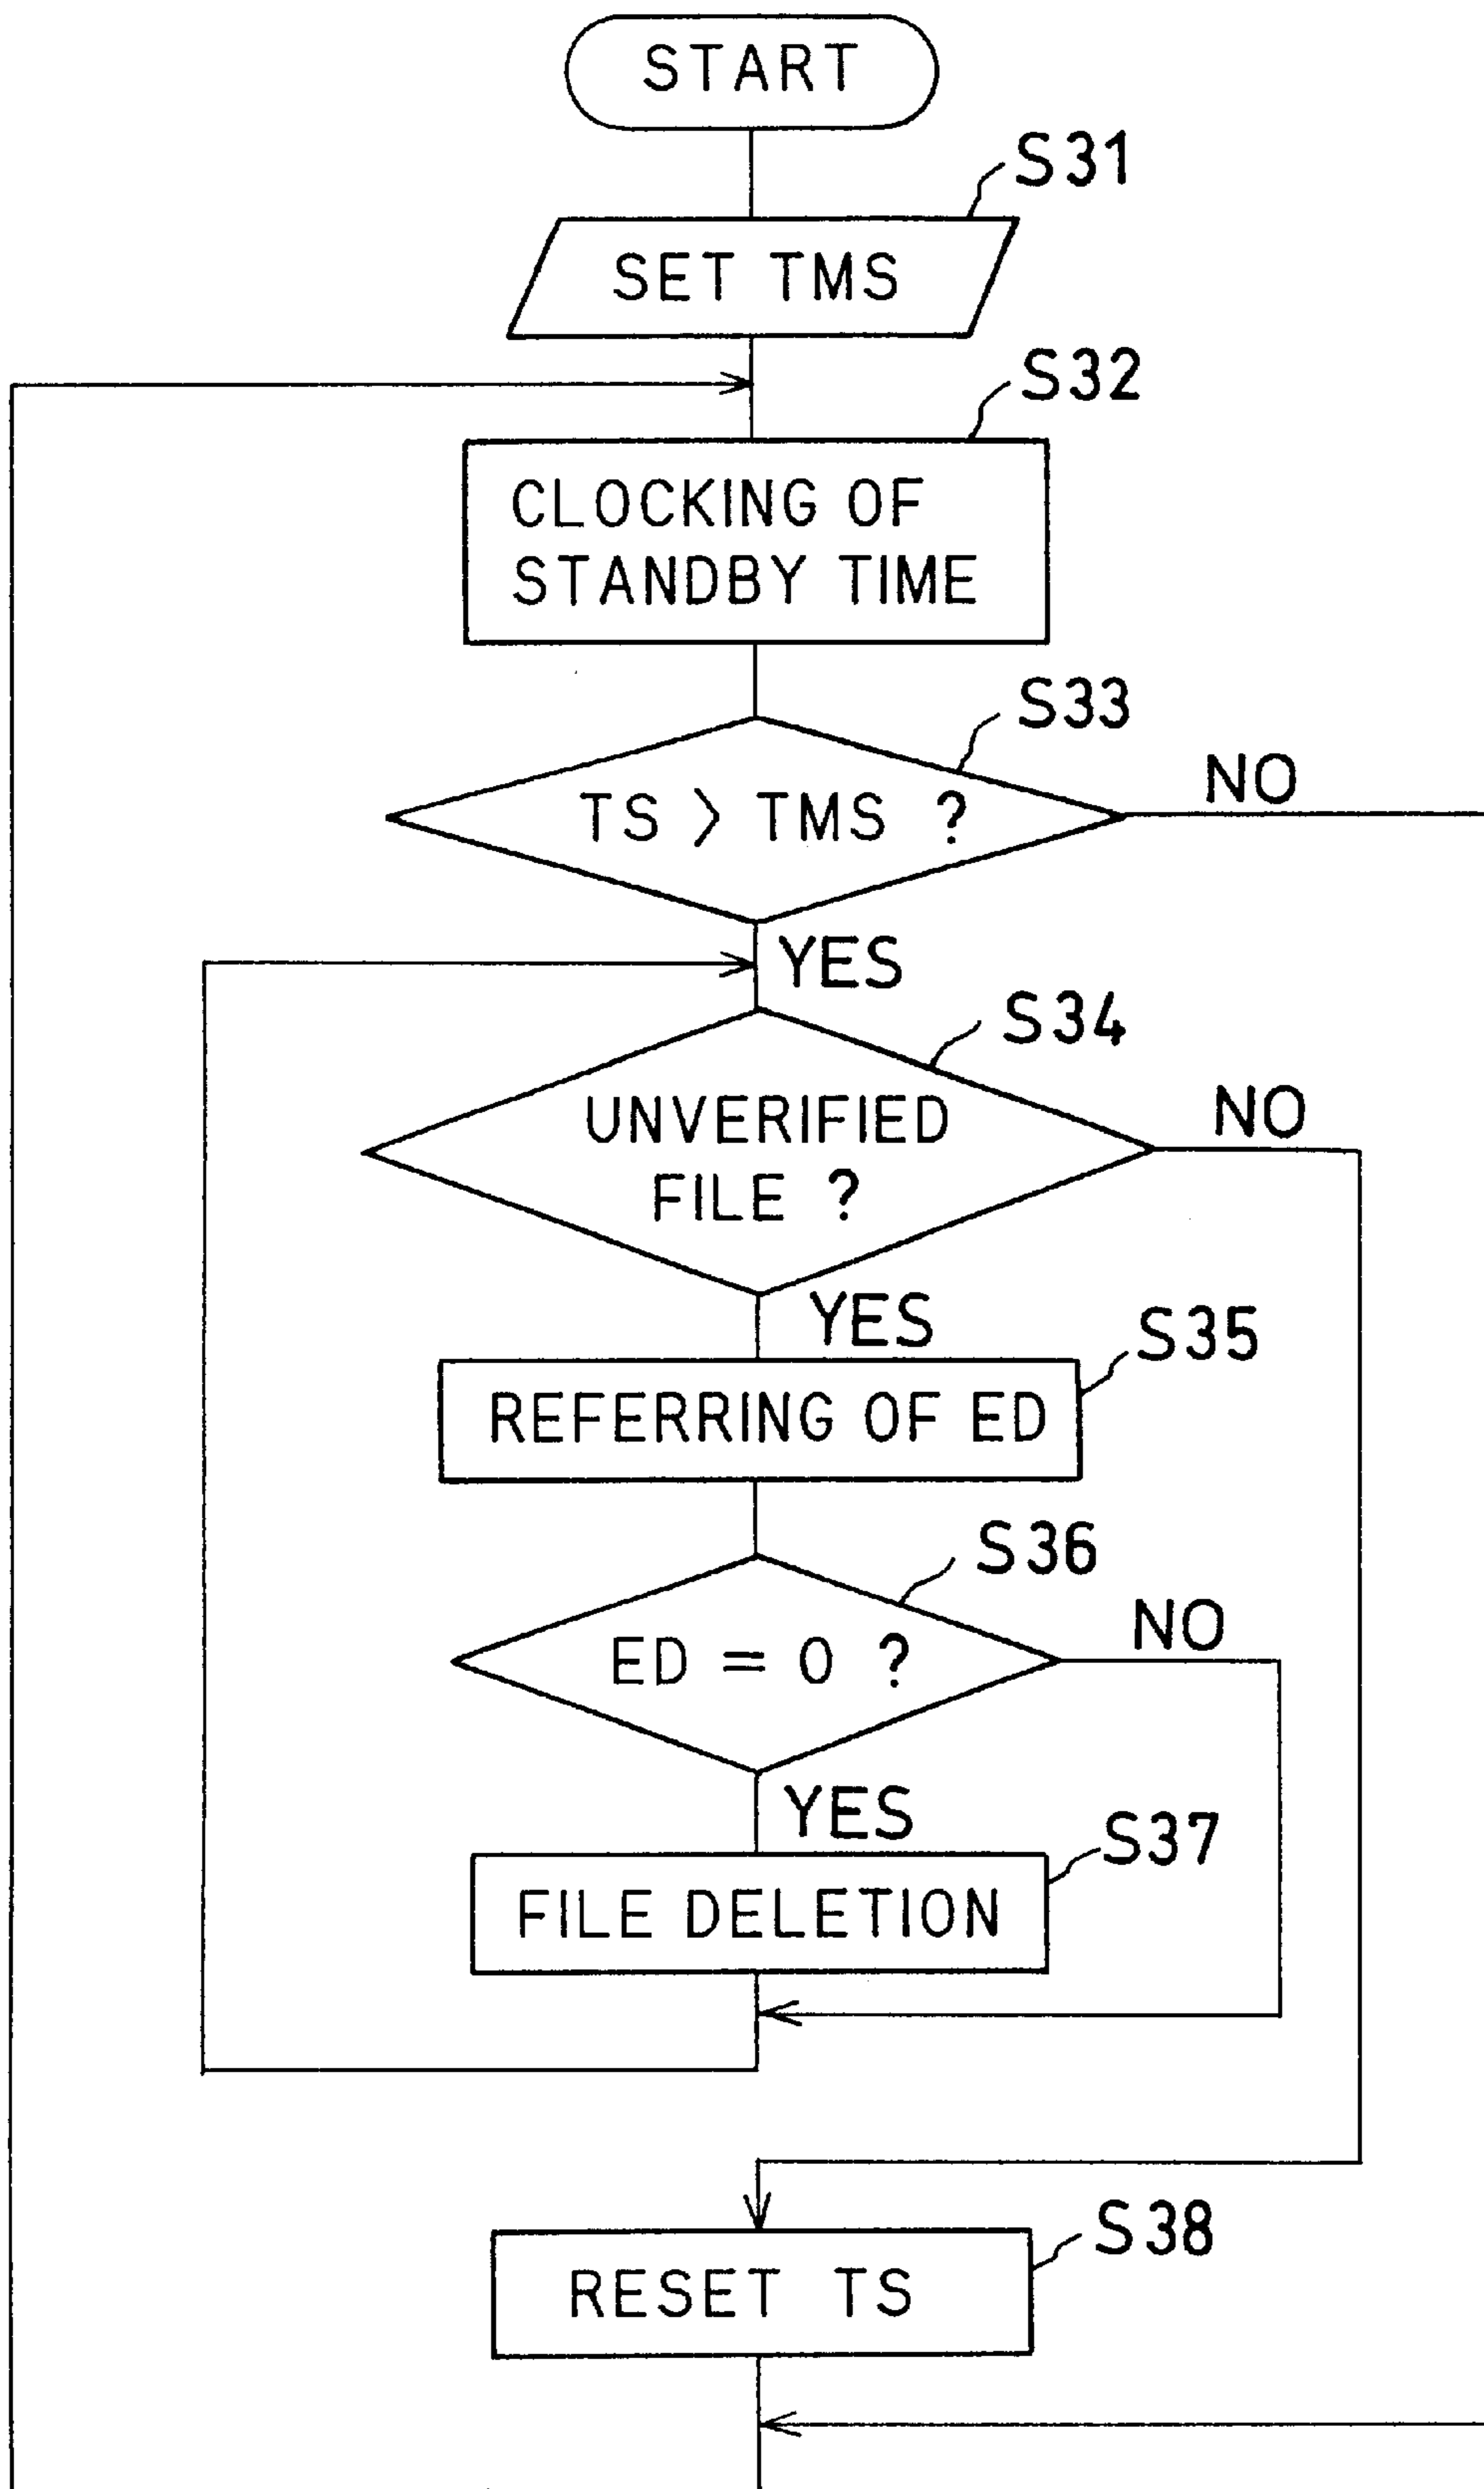 START
S31
SET TMS
S32
CLOCKING OF
STANDBY TIME
S33
TS > TMS ?
NO
YES
S34
UNVERIFIED
FILE ?
NO
YES
S35
REFERRING OF ED
S36
ED = 0 ?
NO
YES
S37
FILE DELETION
S38
RESET TS